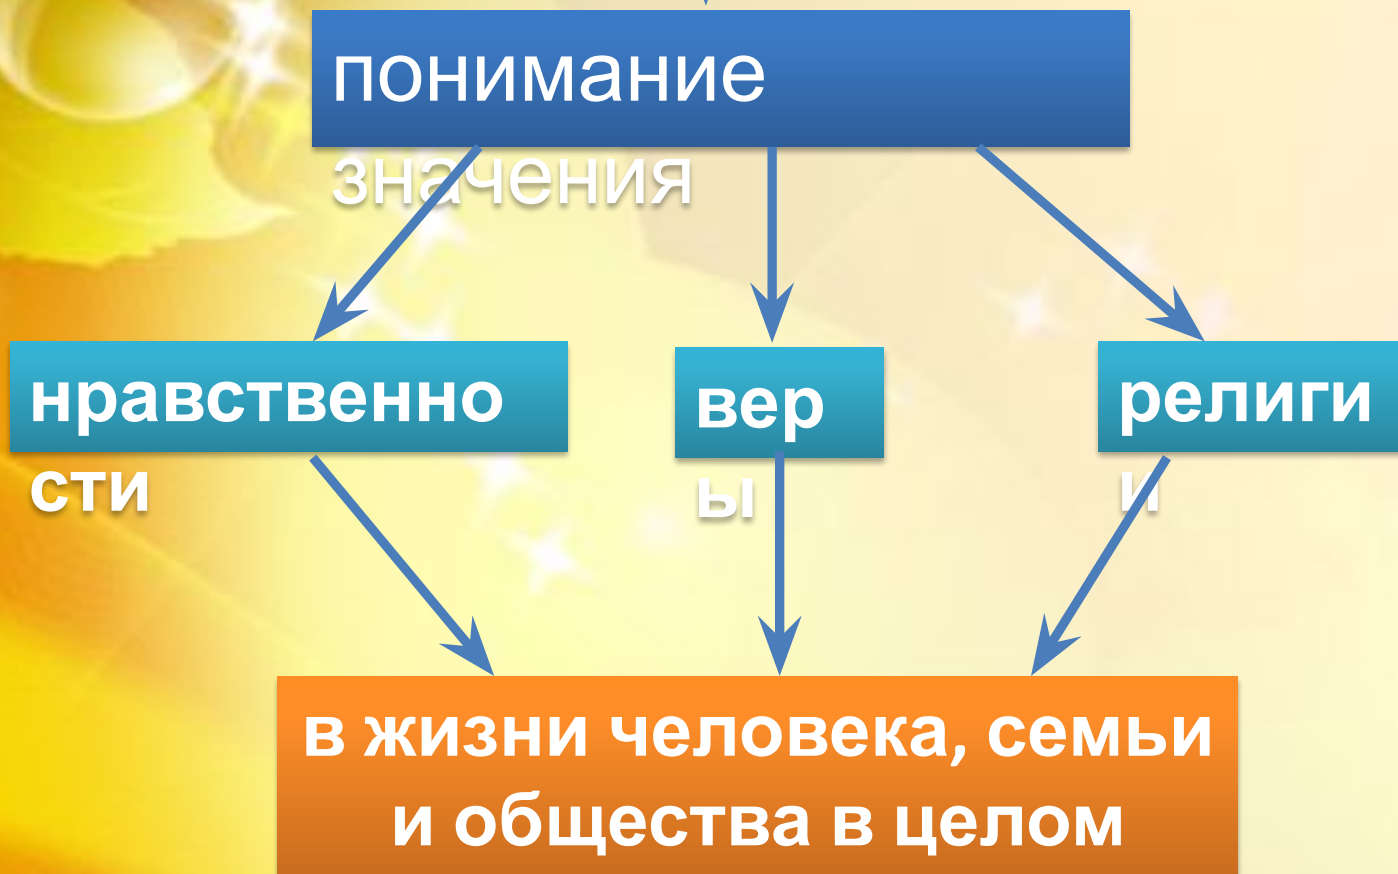 понимание
значения
нравственно
сти
вер
ы
религи
и
в жизни человека, семьи
и общества в целом